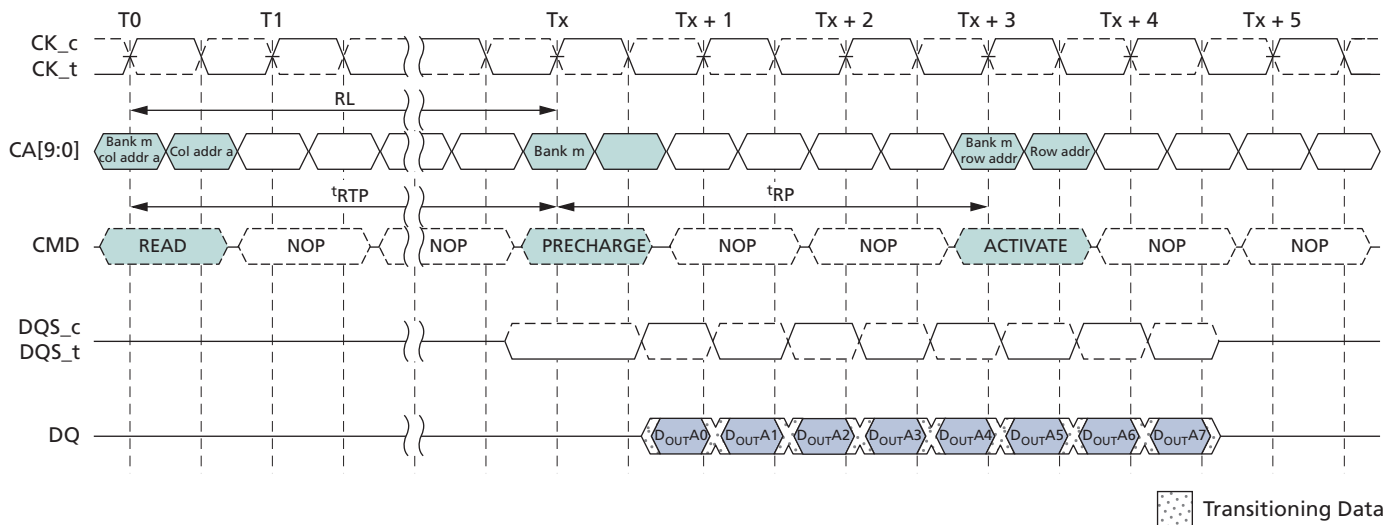 T0 T1 Tx Tx + 1 Tx + 2 Tx + 3 Tx + 4 Tx + 5
CK_c
CK_t
RL
CA[9:0] Bank m col addr a Col addr a Bank m Bank m row addr Row addr
tRTP tRP
CMD READ NOP NOP PRECHARGE NOP NOP ACTIVATE NOP NOP
DQS_c
DQS_t
DQ DOUTA0 DOUTA1 DOUTA2 DOUTA3 DOUTA4 DOUTA5 DOUTA6 DOUTA7
Transitioning Data